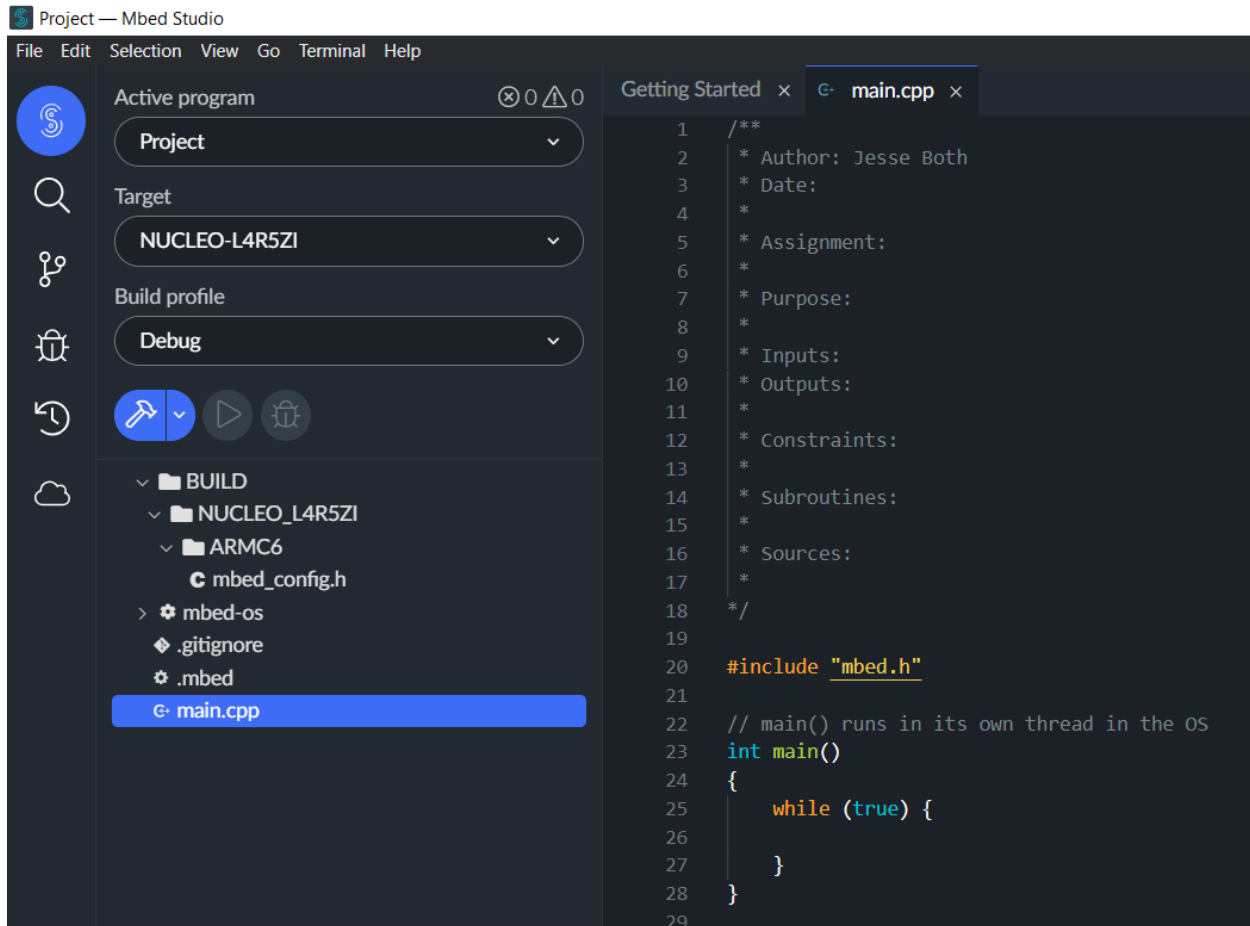 Project — Mbed Studio
File Edit Selection View Go Terminal Help
Active program 0 0
Project
Target
NUCLEO-L4R5ZI
Build profile
Debug
BUILD
NUCLEO_L4R5ZI
ARMC6
mbed_config.h
mbed-os
.gitignore
.mbed
main.cpp
Getting Started × main.cpp ×
1 /**
2 * Author: Jesse Both
3 * Date:
4 *
5 * Assignment:
6 *
7 * Purpose:
8 *
9 * Inputs:
10 * Outputs:
11 *
12 * Constraints:
13 *
14 * Subroutines:
15 *
16 * Sources:
17 *
18 */
19
20 #include "mbed.h"
21
22 // main() runs in its own thread in the OS
23 int main()
24 {
25     while (true) {
26
27     }
28 }
29